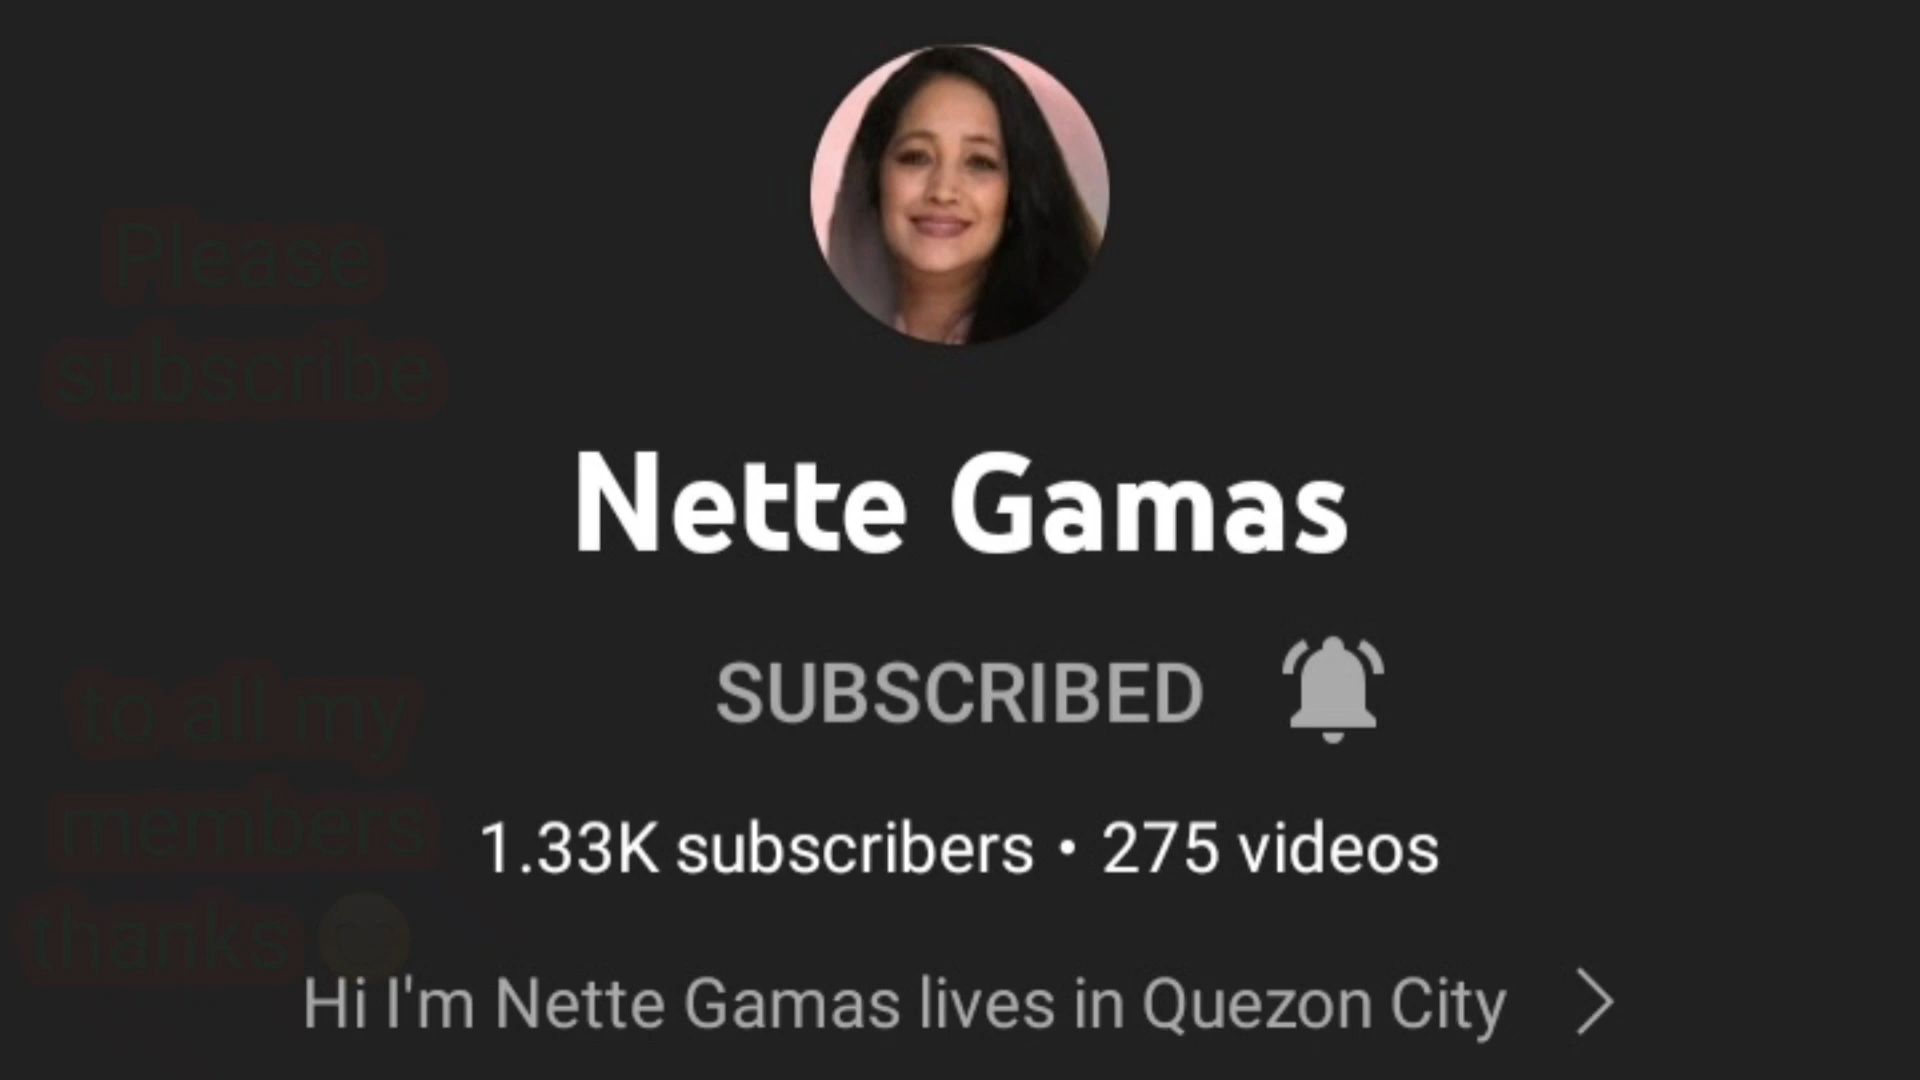 Please
subscribe
Nette Gamas
SUBSCRIBED
to all my
members
thanks
1.33K subscribers • 275 videos
Hi I'm Nette Gamas lives in Quezon City